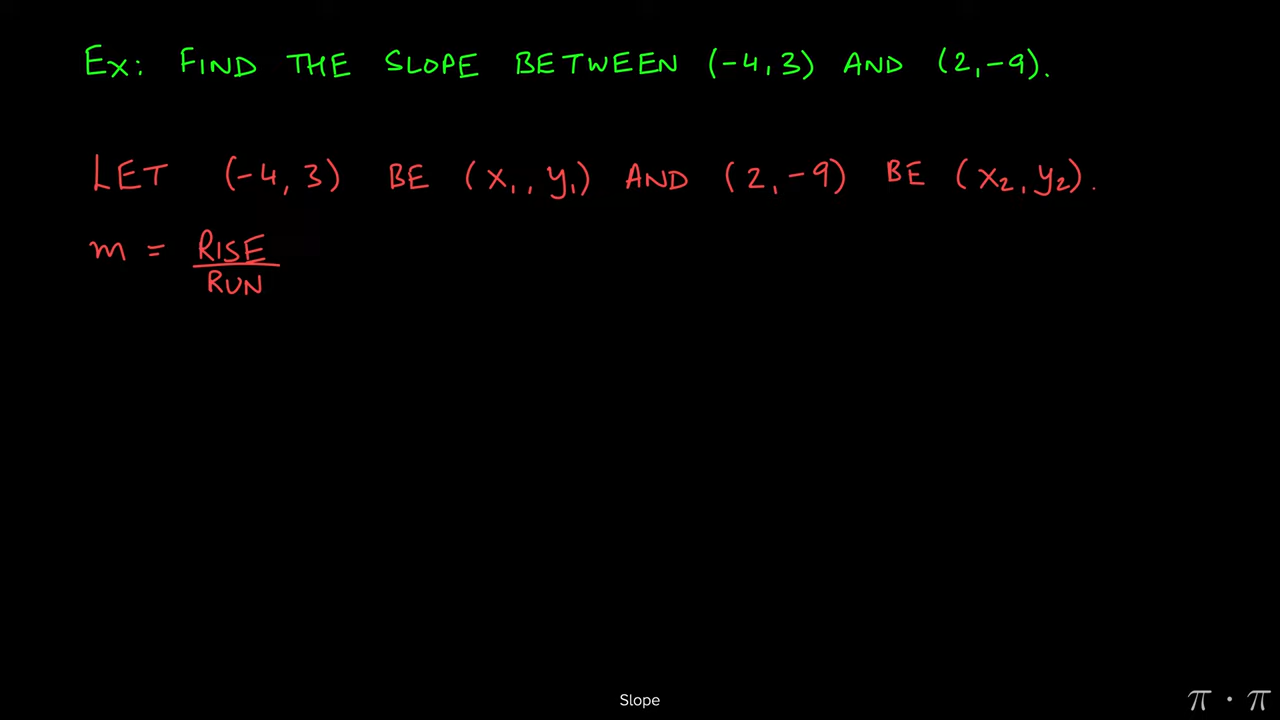 Ex: FIND THE SLOPE BETWEEN (-4,3) AND (2,-9).
LET (-4,3) BE (x₁,y₁) AND (2,-9) BE (x₂,y₂).
m = RISE
RUN
Slope
π · π